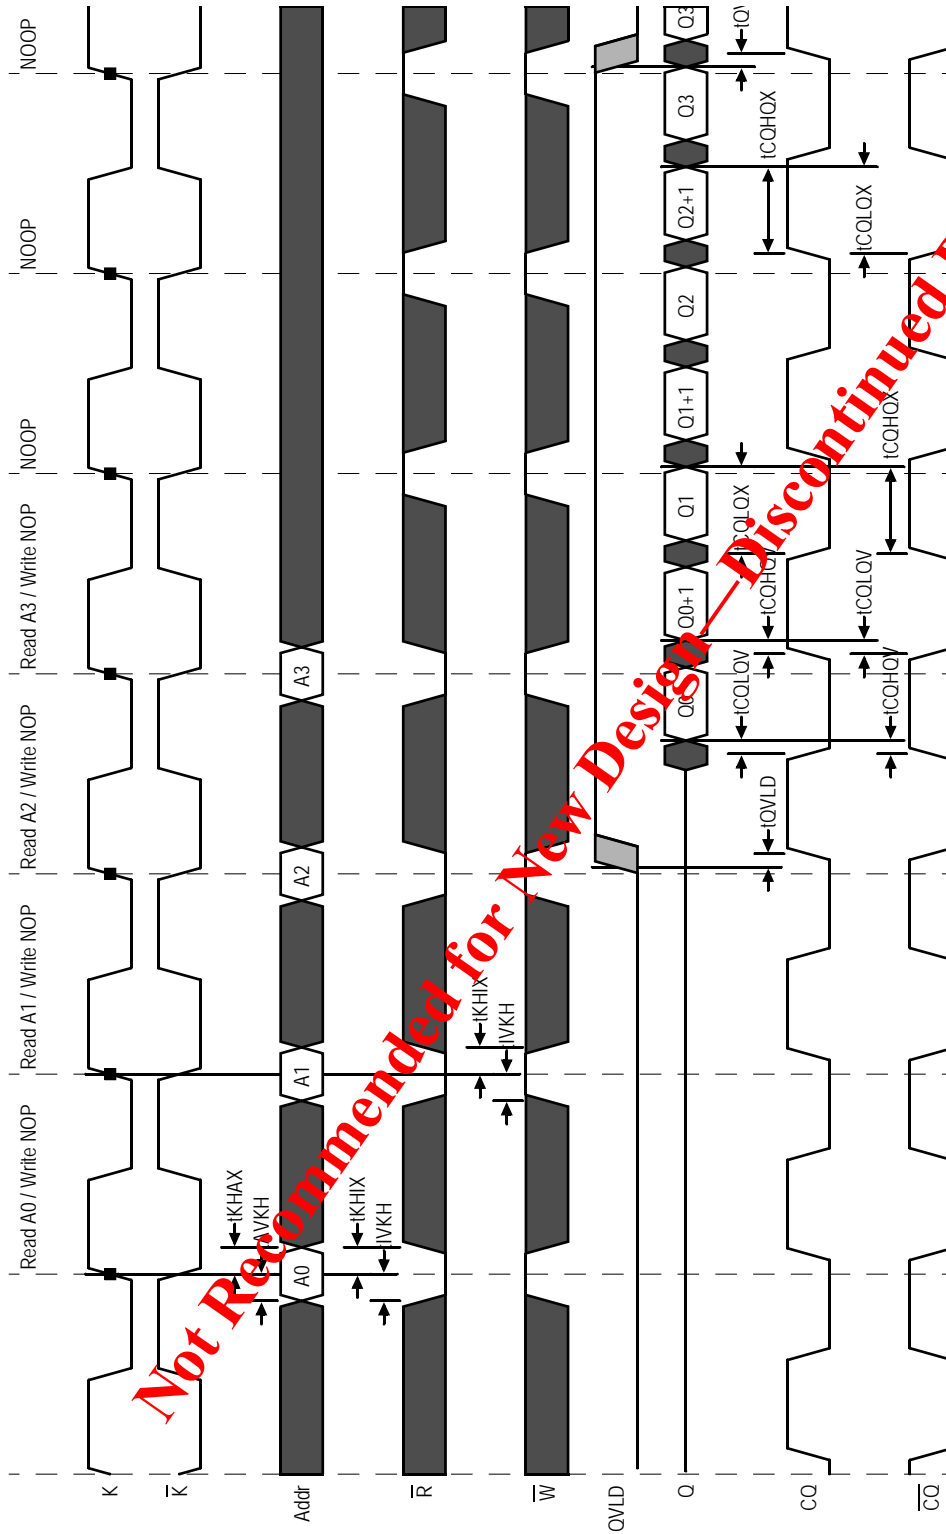 Read A0 / Write NOP
Read A1 / Write NOP
Read A2 / Write NOP
Read A3 / Write NOP
NOOP
NOOP
NOOP
K
K
tKHAX
Addr
A0
A1
A2
A3
tKHIX
tIVKH
R
tKHIX
tIVKH
W
QVLD
Q
Q0+1
Q1
Q1+1
Q2
Q2+1
Q3
tQVLD
tCQLQV
tCQHQV
tCQLQX
tCQHQX
CQ
tCQHQV
tCQLQV
tCQHQX
tCQLQX
CQ
Not Recommended for New Design—Discontinued